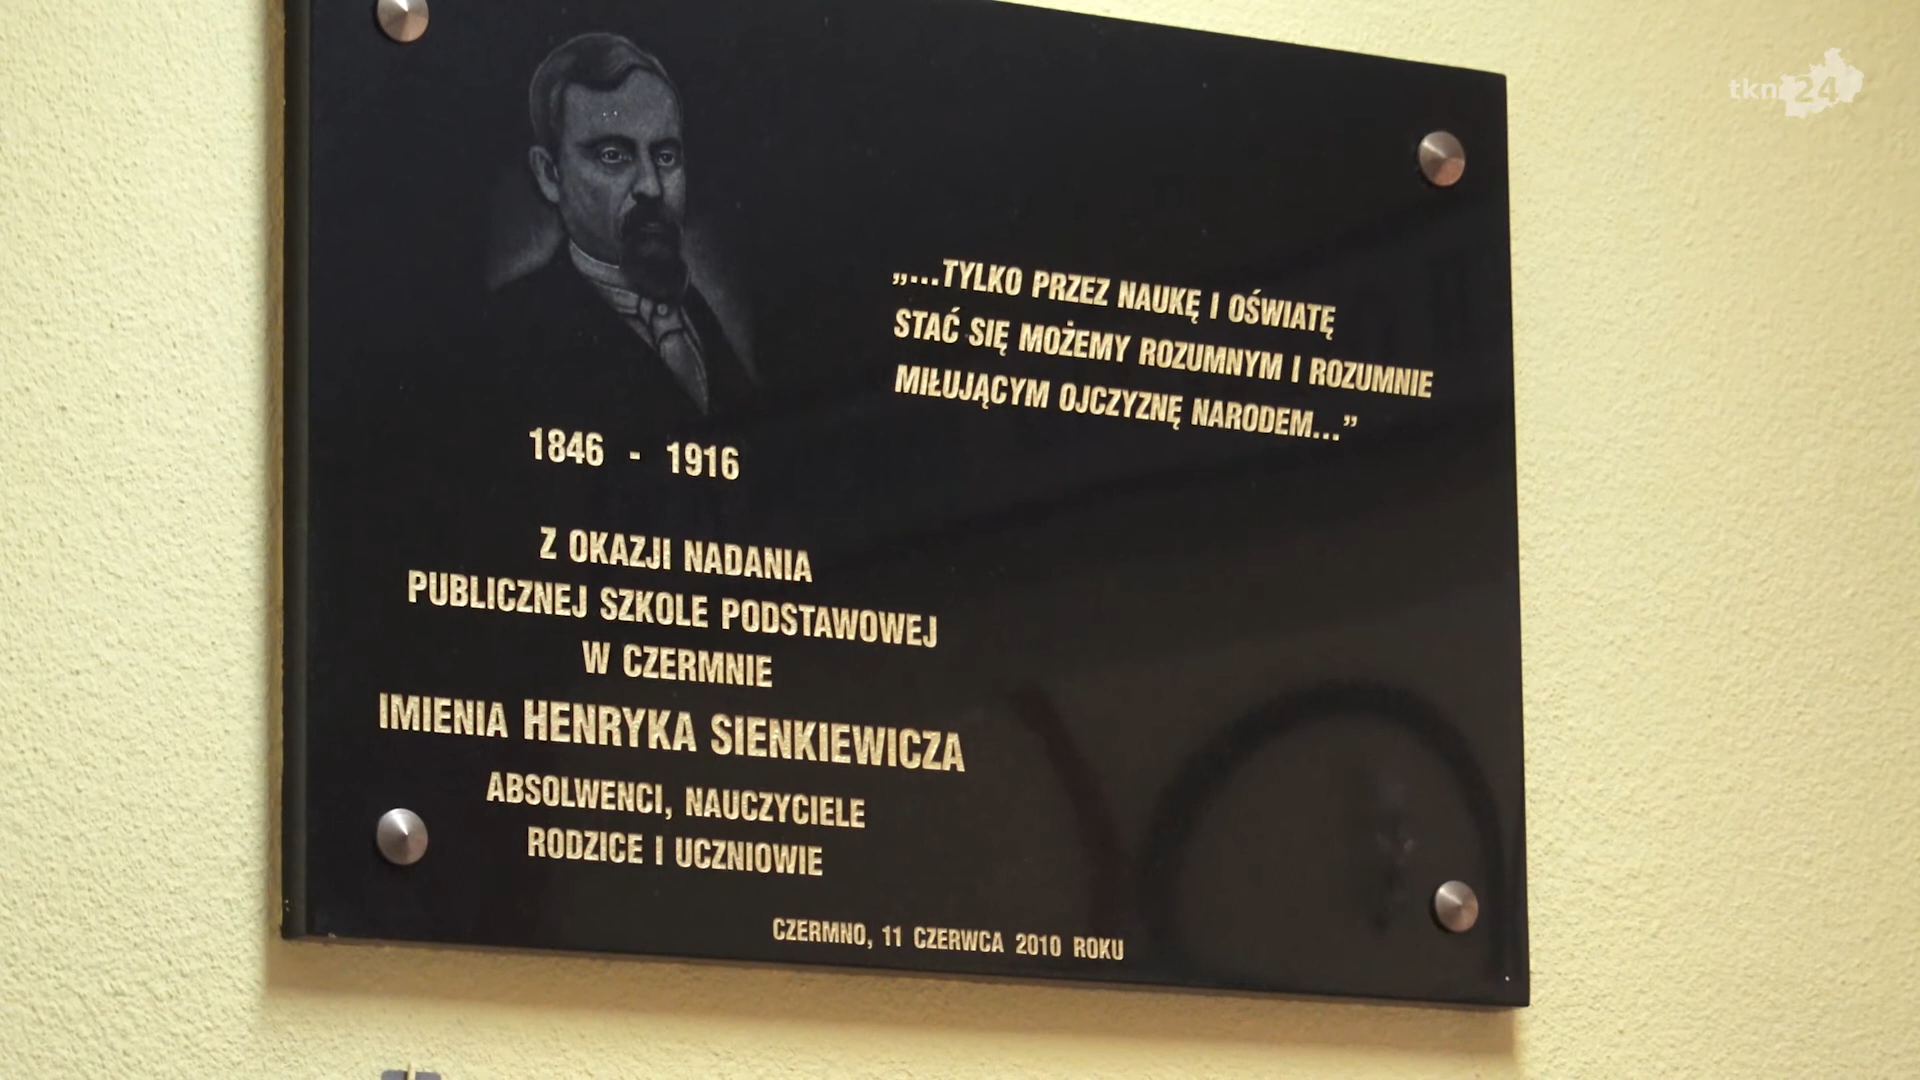 tkn24
„...TYLKO PRZEZ NAUKĘ I OŚWIATĘ
STAĆ SIĘ MOŻEMY ROZUMNYM I ROZUMNIE
MIŁUJĄCYM OJCZYZNĘ NARODEM...”
1846 - 1916
Z OKAZJI NADANIA
PUBLICZNEJ SZKOLE PODSTAWOWEJ
W CZERMNIE
IMIENIA HENRYKA SIENKIEWICZA
ABSOLWENCI, NAUCZYCIELE
RODZICE I UCZNIOWIE
CZERMNO, 11 CZERWCA 2010 ROKU